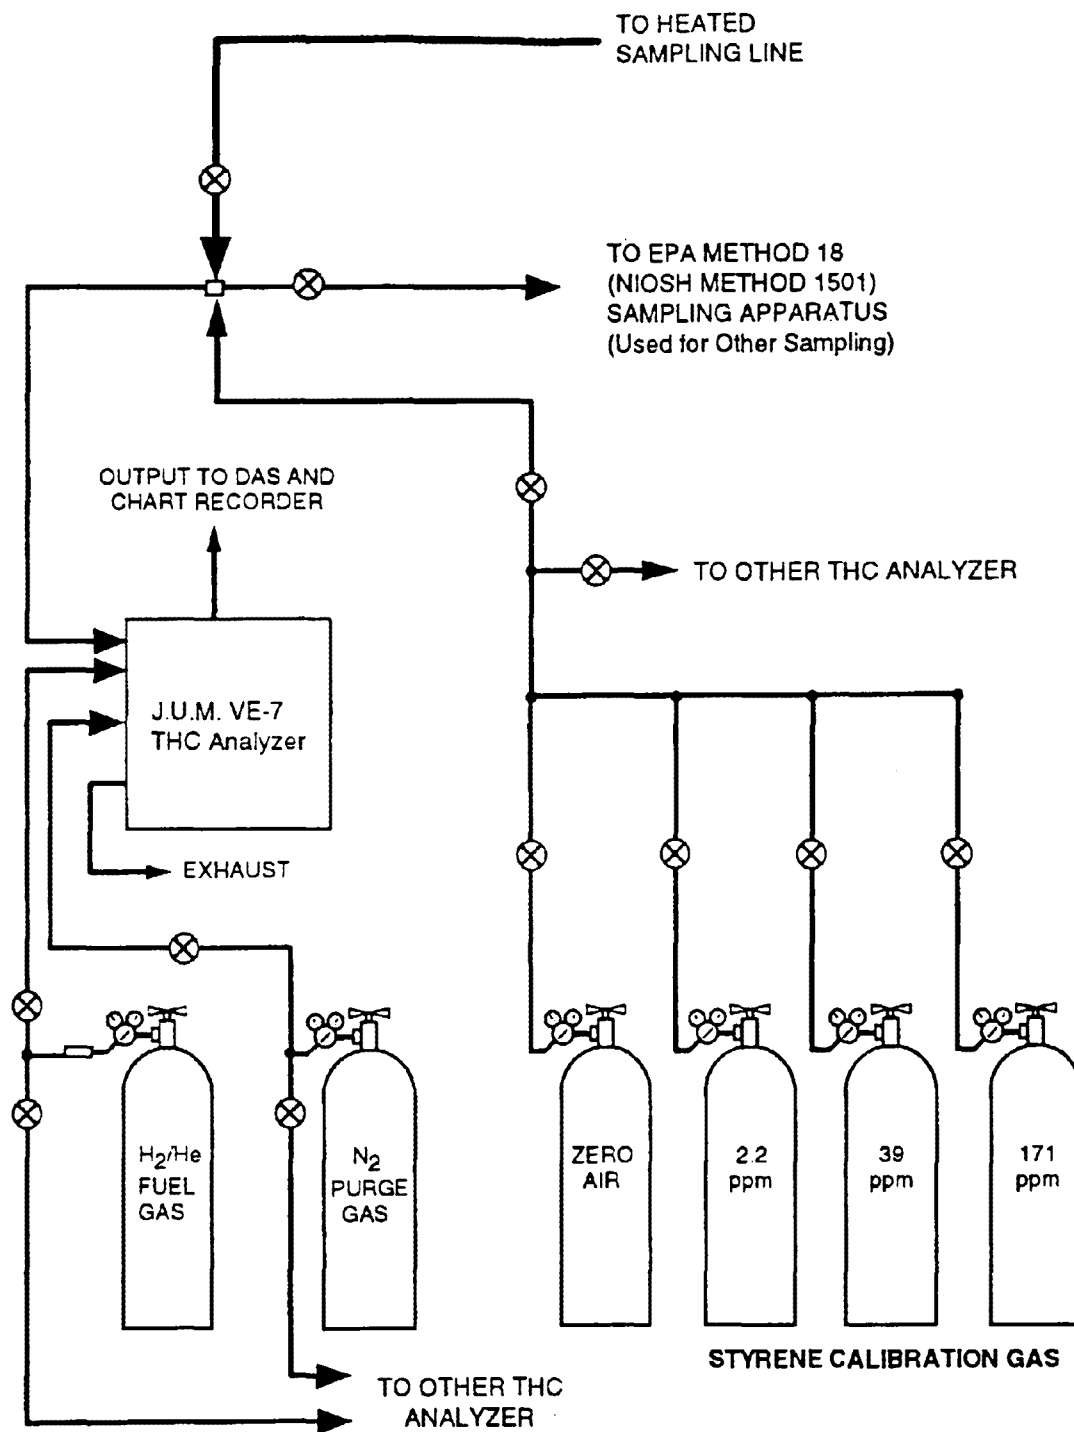 TO HEATED
SAMPLING LINE
TO EPA METHOD 18
(NIOSH METHOD 1501)
SAMPLING APPARATUS
(Used for Other Sampling)
OUTPUT TO DAS AND
CHART RECORDER
TO OTHER THC ANALYZER
J.U.M. VE-7
THC Analyzer
EXHAUST
H2/He
FUEL
GAS
N2
PURGE
GAS
ZERO
AIR
2.2
ppm
39
ppm
171
ppm
STYRENE CALIBRATION GAS
TO OTHER THC
ANALYZER